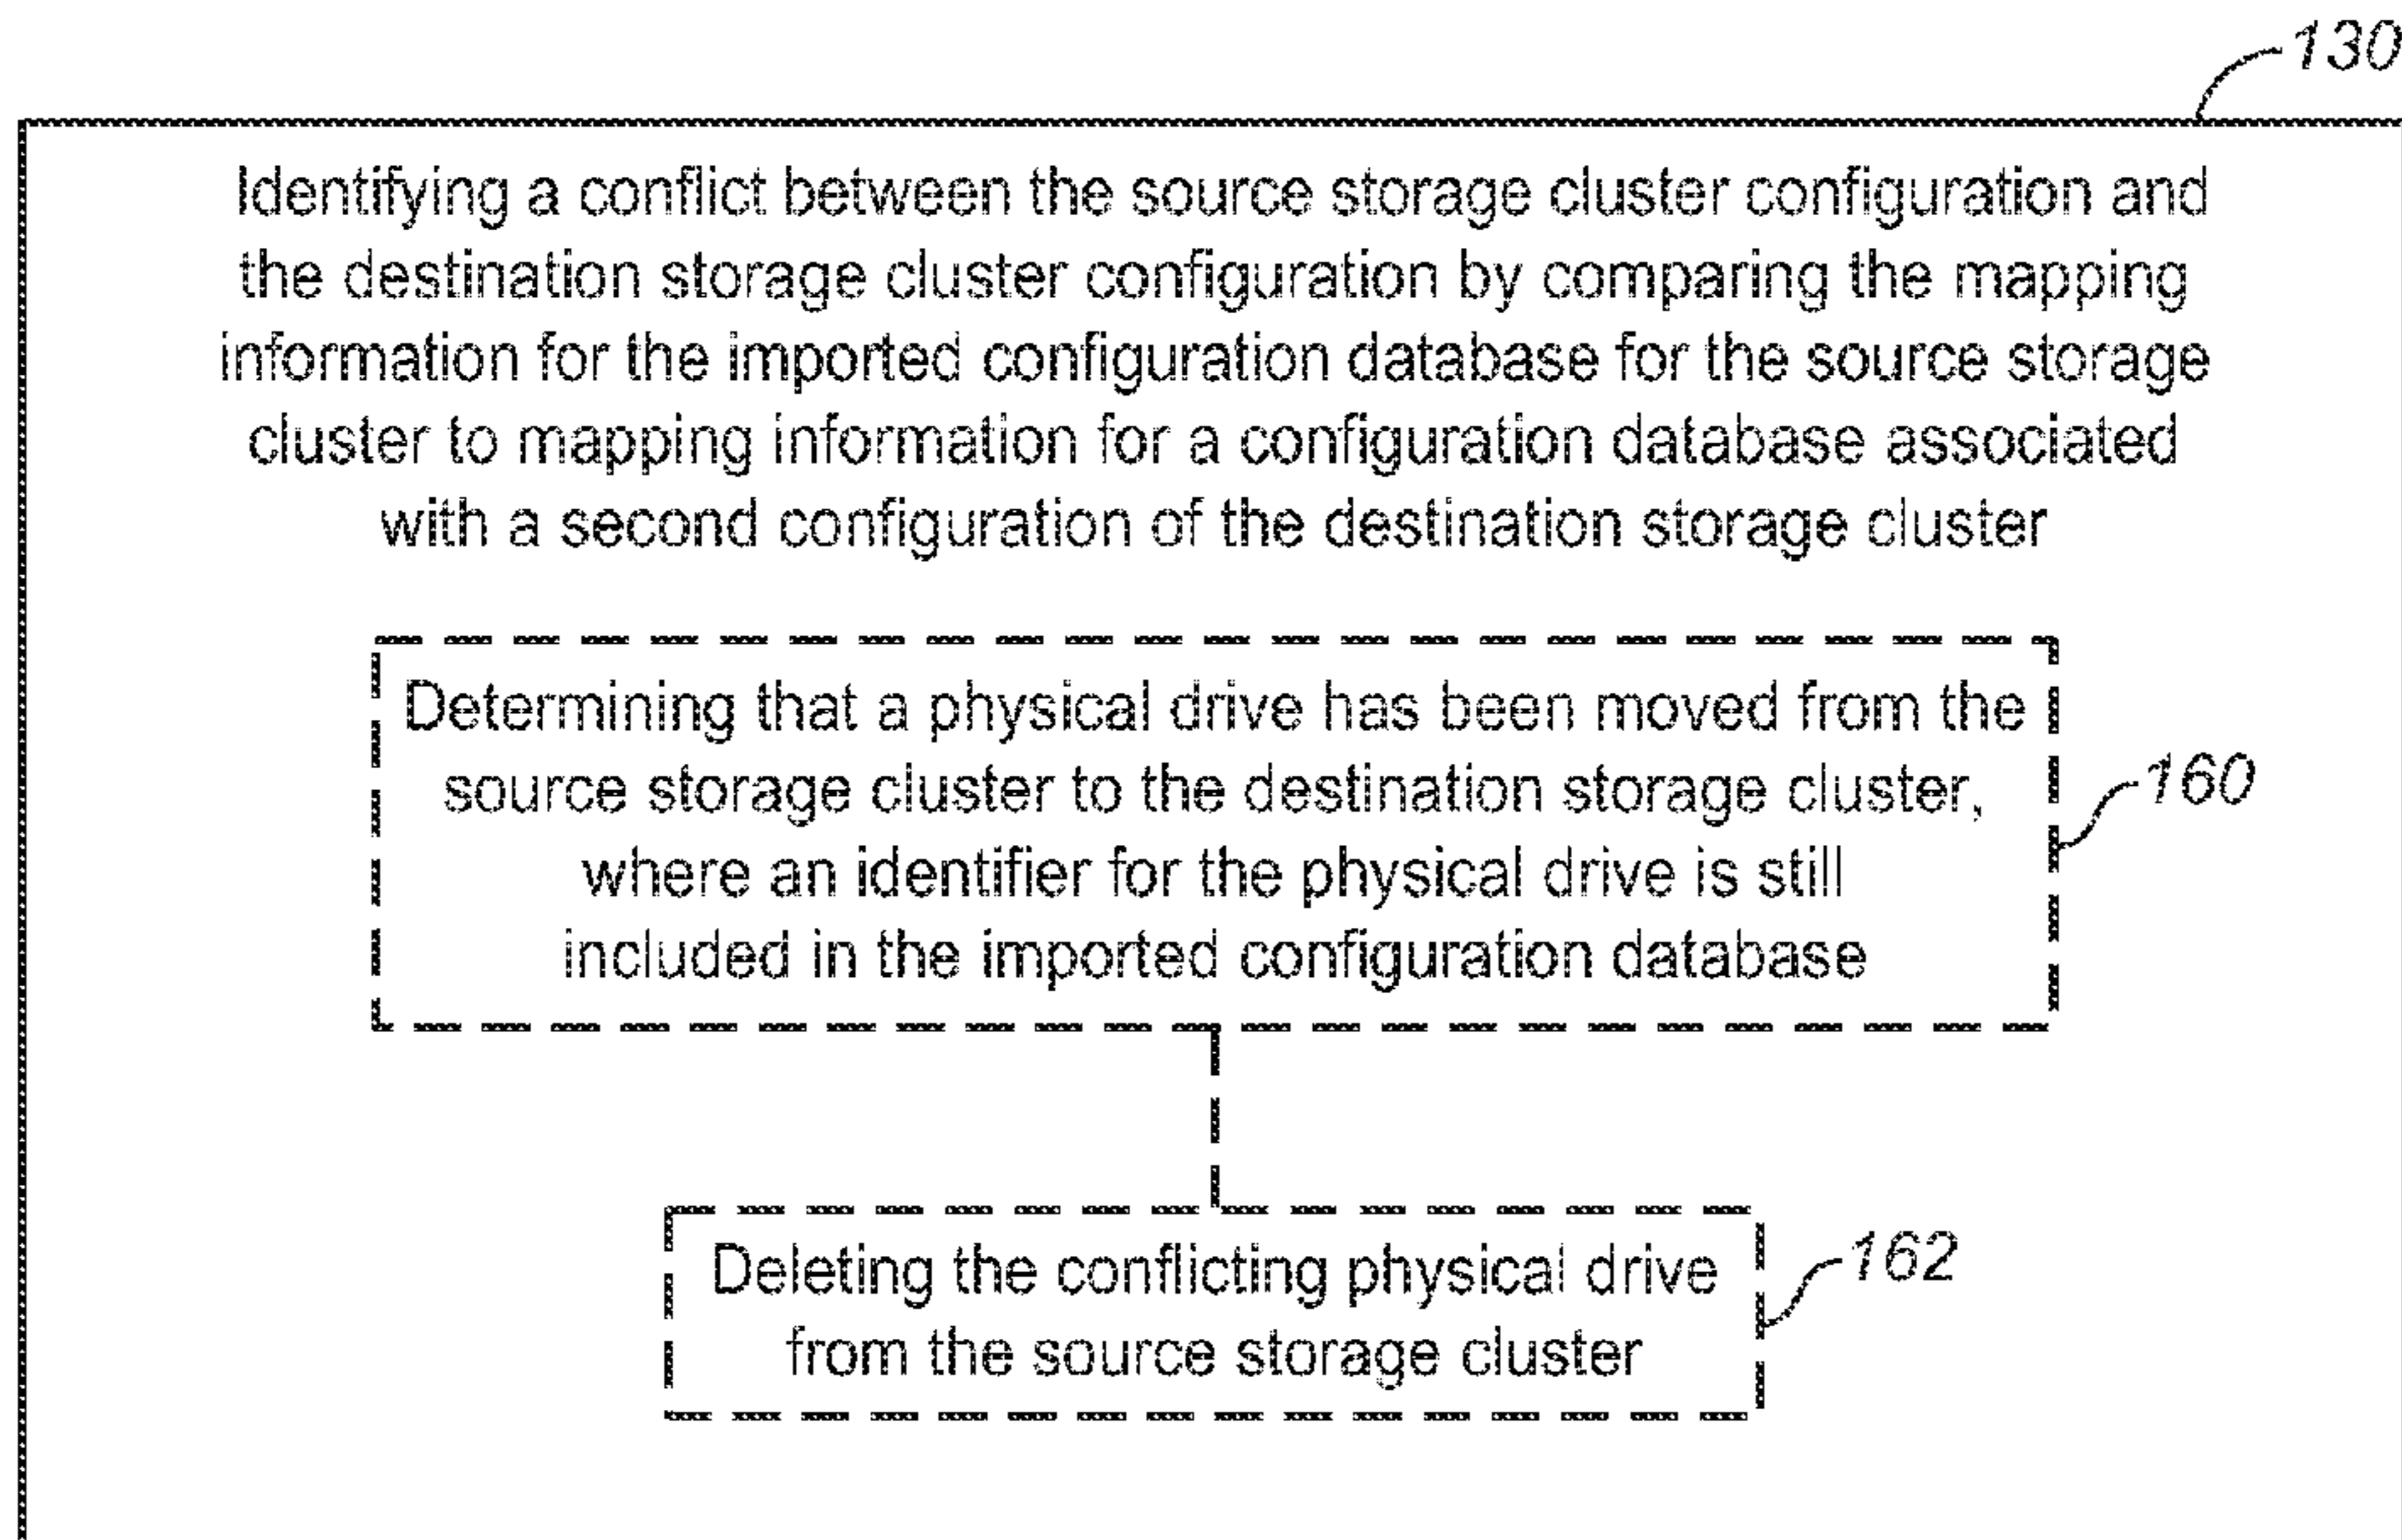 130
Identifying a conflict between the source storage cluster configuration and
the destination storage cluster configuration by comparing the mapping
information for the imported configuration database for the source storage
cluster to mapping information for a configuration database associated
with a second configuration of the destination storage cluster
Determining that a physical drive has been moved from the
source storage cluster to the destination storage cluster,
where an identifier for the physical drive is still
included in the imported configuration database
160
Deleting the conflicting physical drive
from the source storage cluster
162